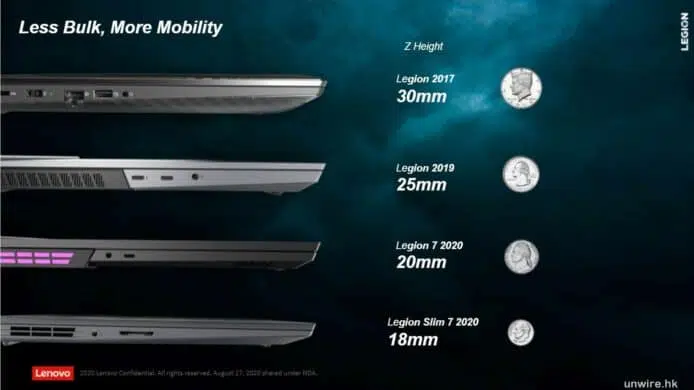 Less Bulk, More Mobility
LEGION
Z Height
Legion 2017
30mm
Legion 2019
25mm
Legion 7 2020
20mm
Legion Slim 7 2020
18mm
Lenovo
2020 Lenovo Confidential. All rights reserved. August 27, 2020 shared under NDA.
unwire.hk